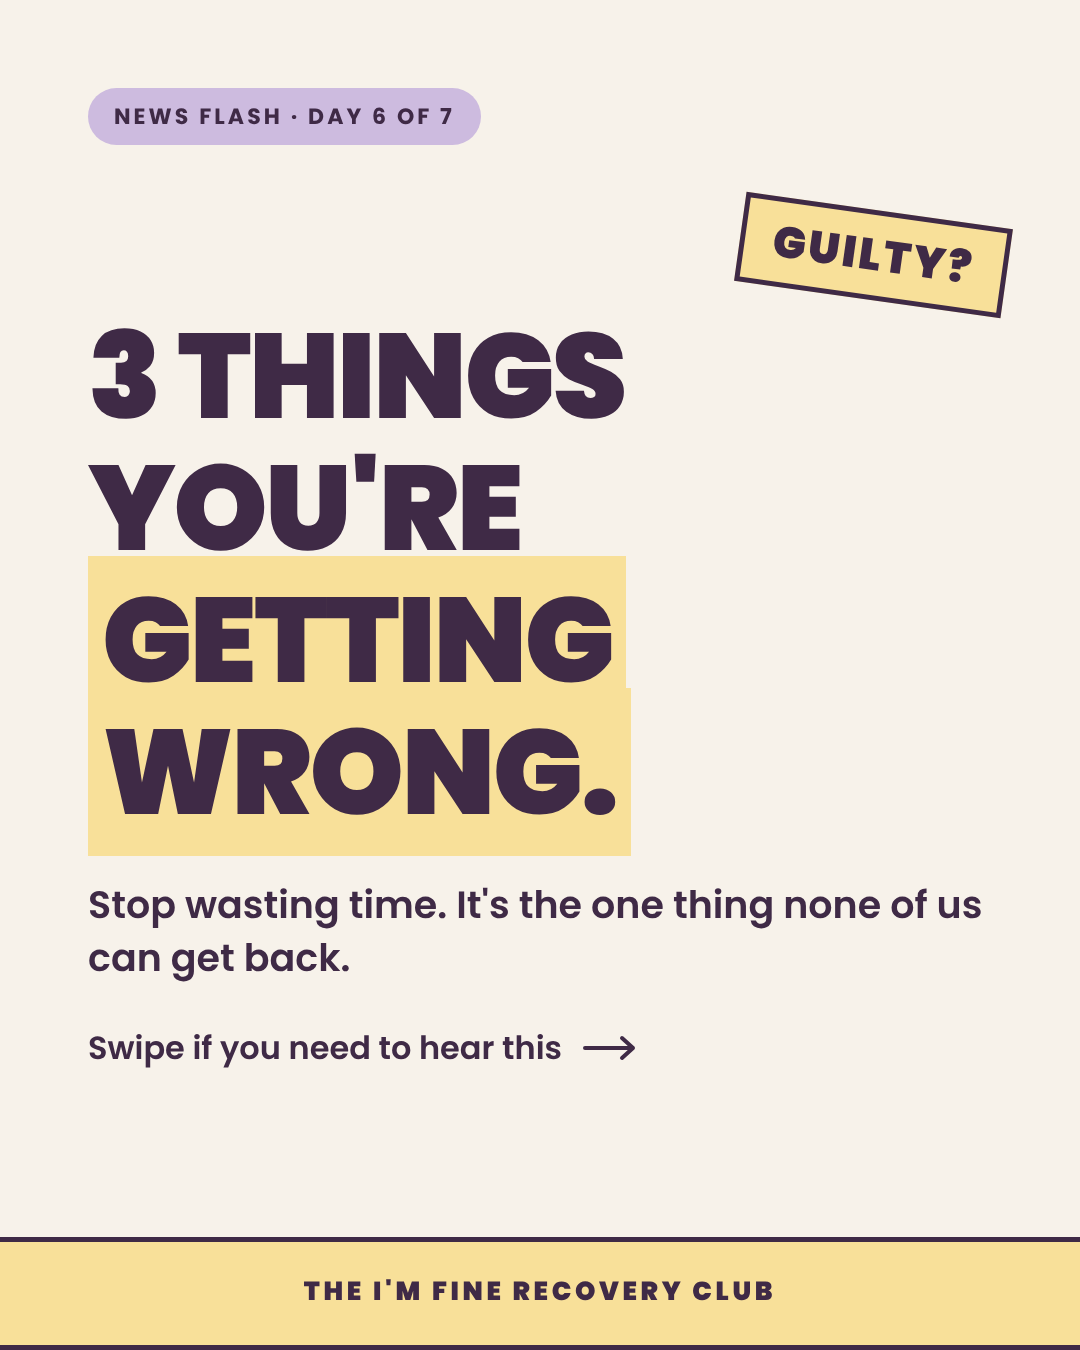 NEWS FLASH · DAY 6 OF 7
GUILTY?
3 THINGS
YOU'RE
GETTING
WRONG.
Stop wasting time. It's the one thing none of us
can get back.
Swipe if you need to hear this →
THE I'M FINE RECOVERY CLUB